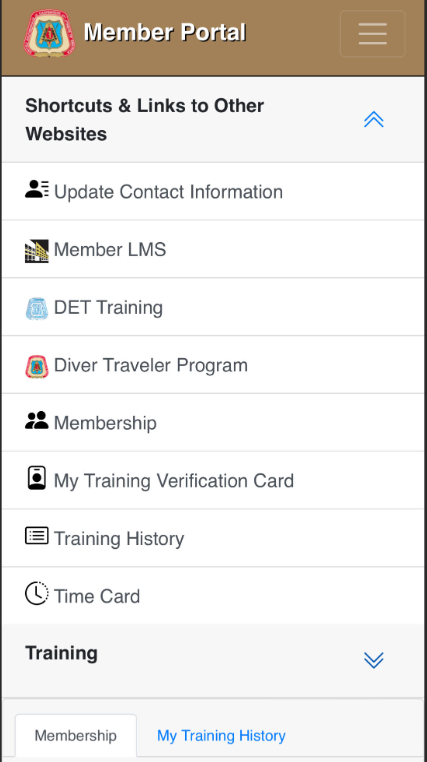 Member Portal
Shortcuts & Links to Other
Websites
Update Contact Information
Member LMS
DET Training
Diver Traveler Program
Membership
My Training Verification Card
Training History
Time Card
Training
Membership
My Training History